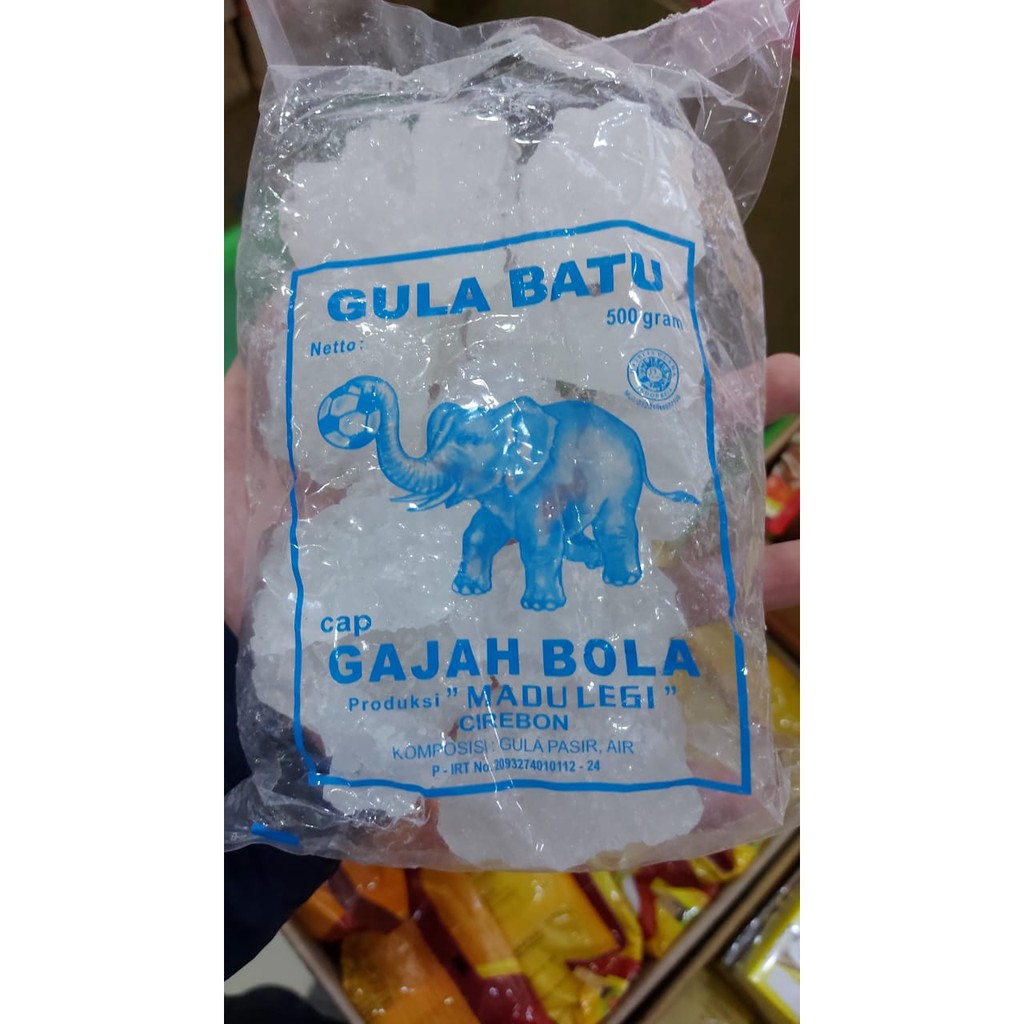 GULA BATU
500 gram
Netto :
cap
GAJAH BOLA
Produksi " MADU LEGI "
CIREBON
KOMPOSISI : GULA PASIR, AIR
P - IRT No. 2093274010112 - 24